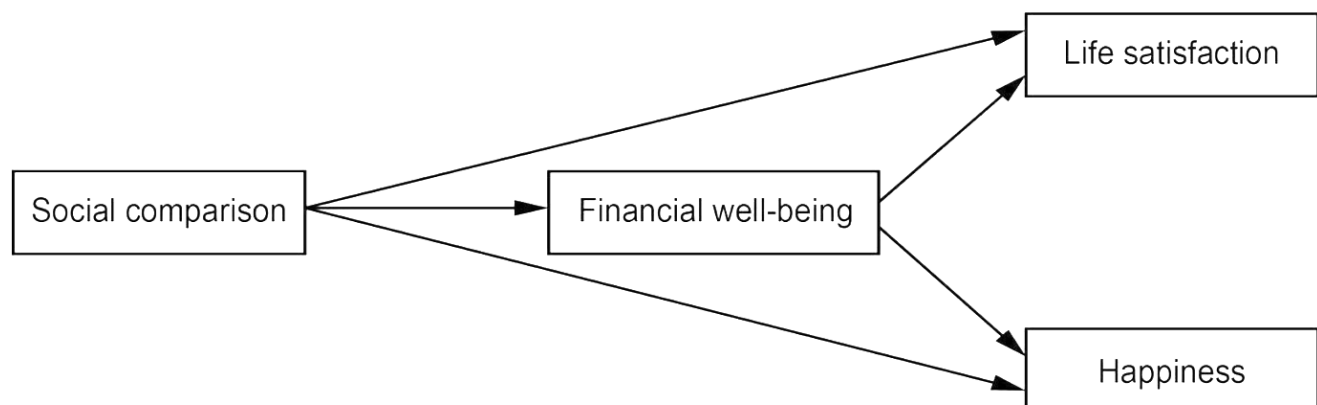 Life satisfaction
Social comparison
Financial well-being
Happiness